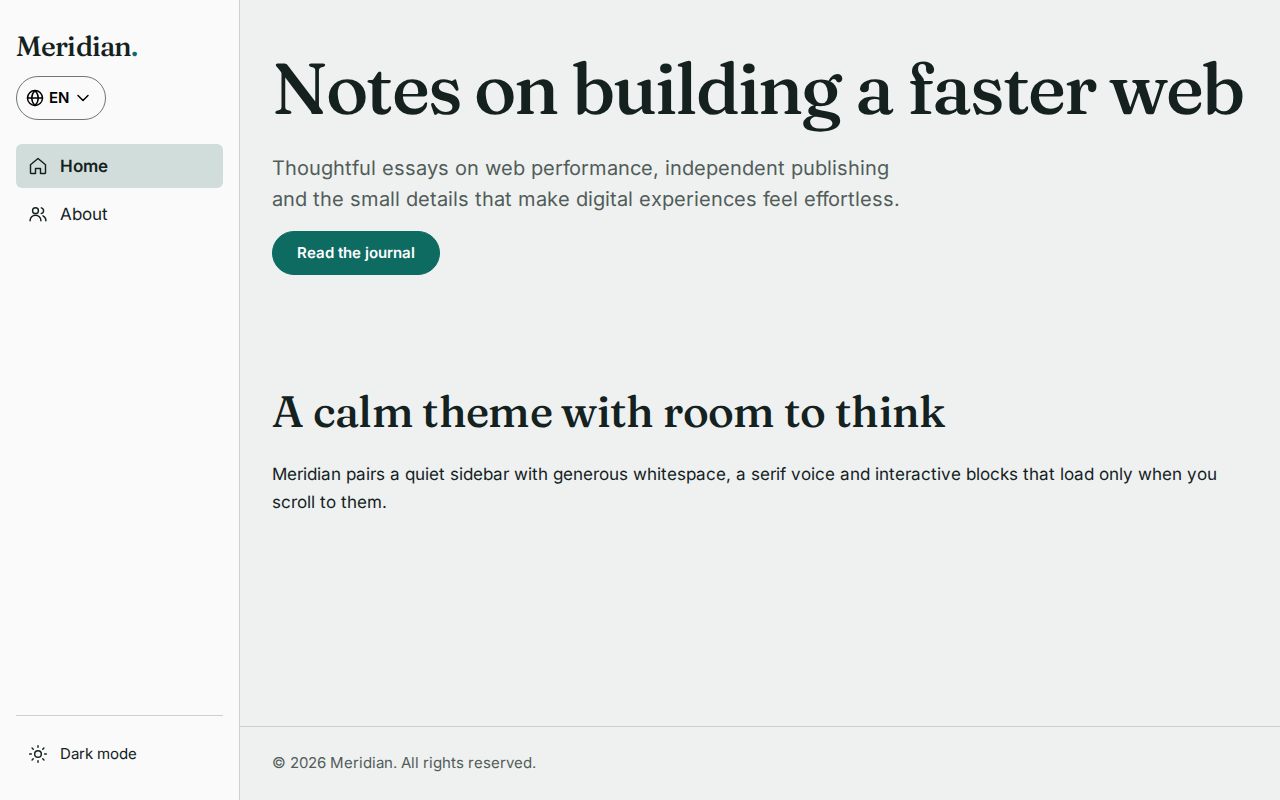 Meridian.
EN
Home
About
Dark mode
Notes on building a faster web
Thoughtful essays on web performance, independent publishing
and the small details that make digital experiences feel effortless.
Read the journal
A calm theme with room to think
Meridian pairs a quiet sidebar with generous whitespace, a serif voice and interactive blocks that load only when you
scroll to them.
© 2026 Meridian. All rights reserved.